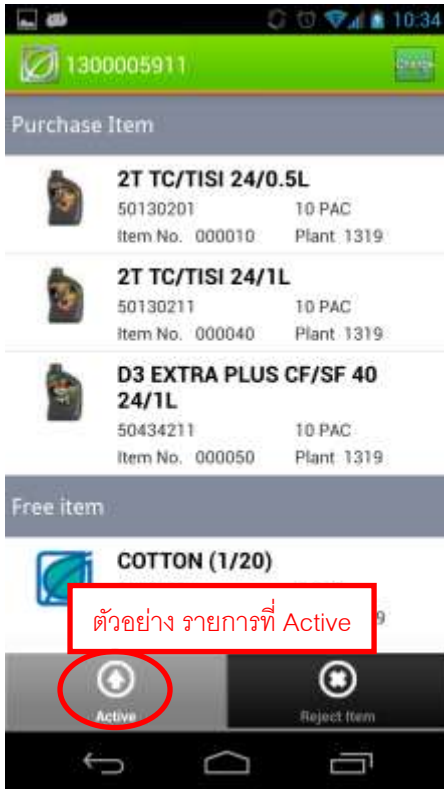 10:34
1300005911
Change
Purchase Item
2T TC/TISI 24/0.5L
50130201 10 PAC
Item No. 000010 Plant 1319
2T TC/TISI 24/1L
50130211 10 PAC
Item No. 000040 Plant 1319
D3 EXTRA PLUS CF/SF 40
24/1L
50434211 10 PAC
Item No. 000050 Plant 1319
Free item
COTTON (1/20)
ตัวอย่าง รายการที่ Active
9
Active Reject Item